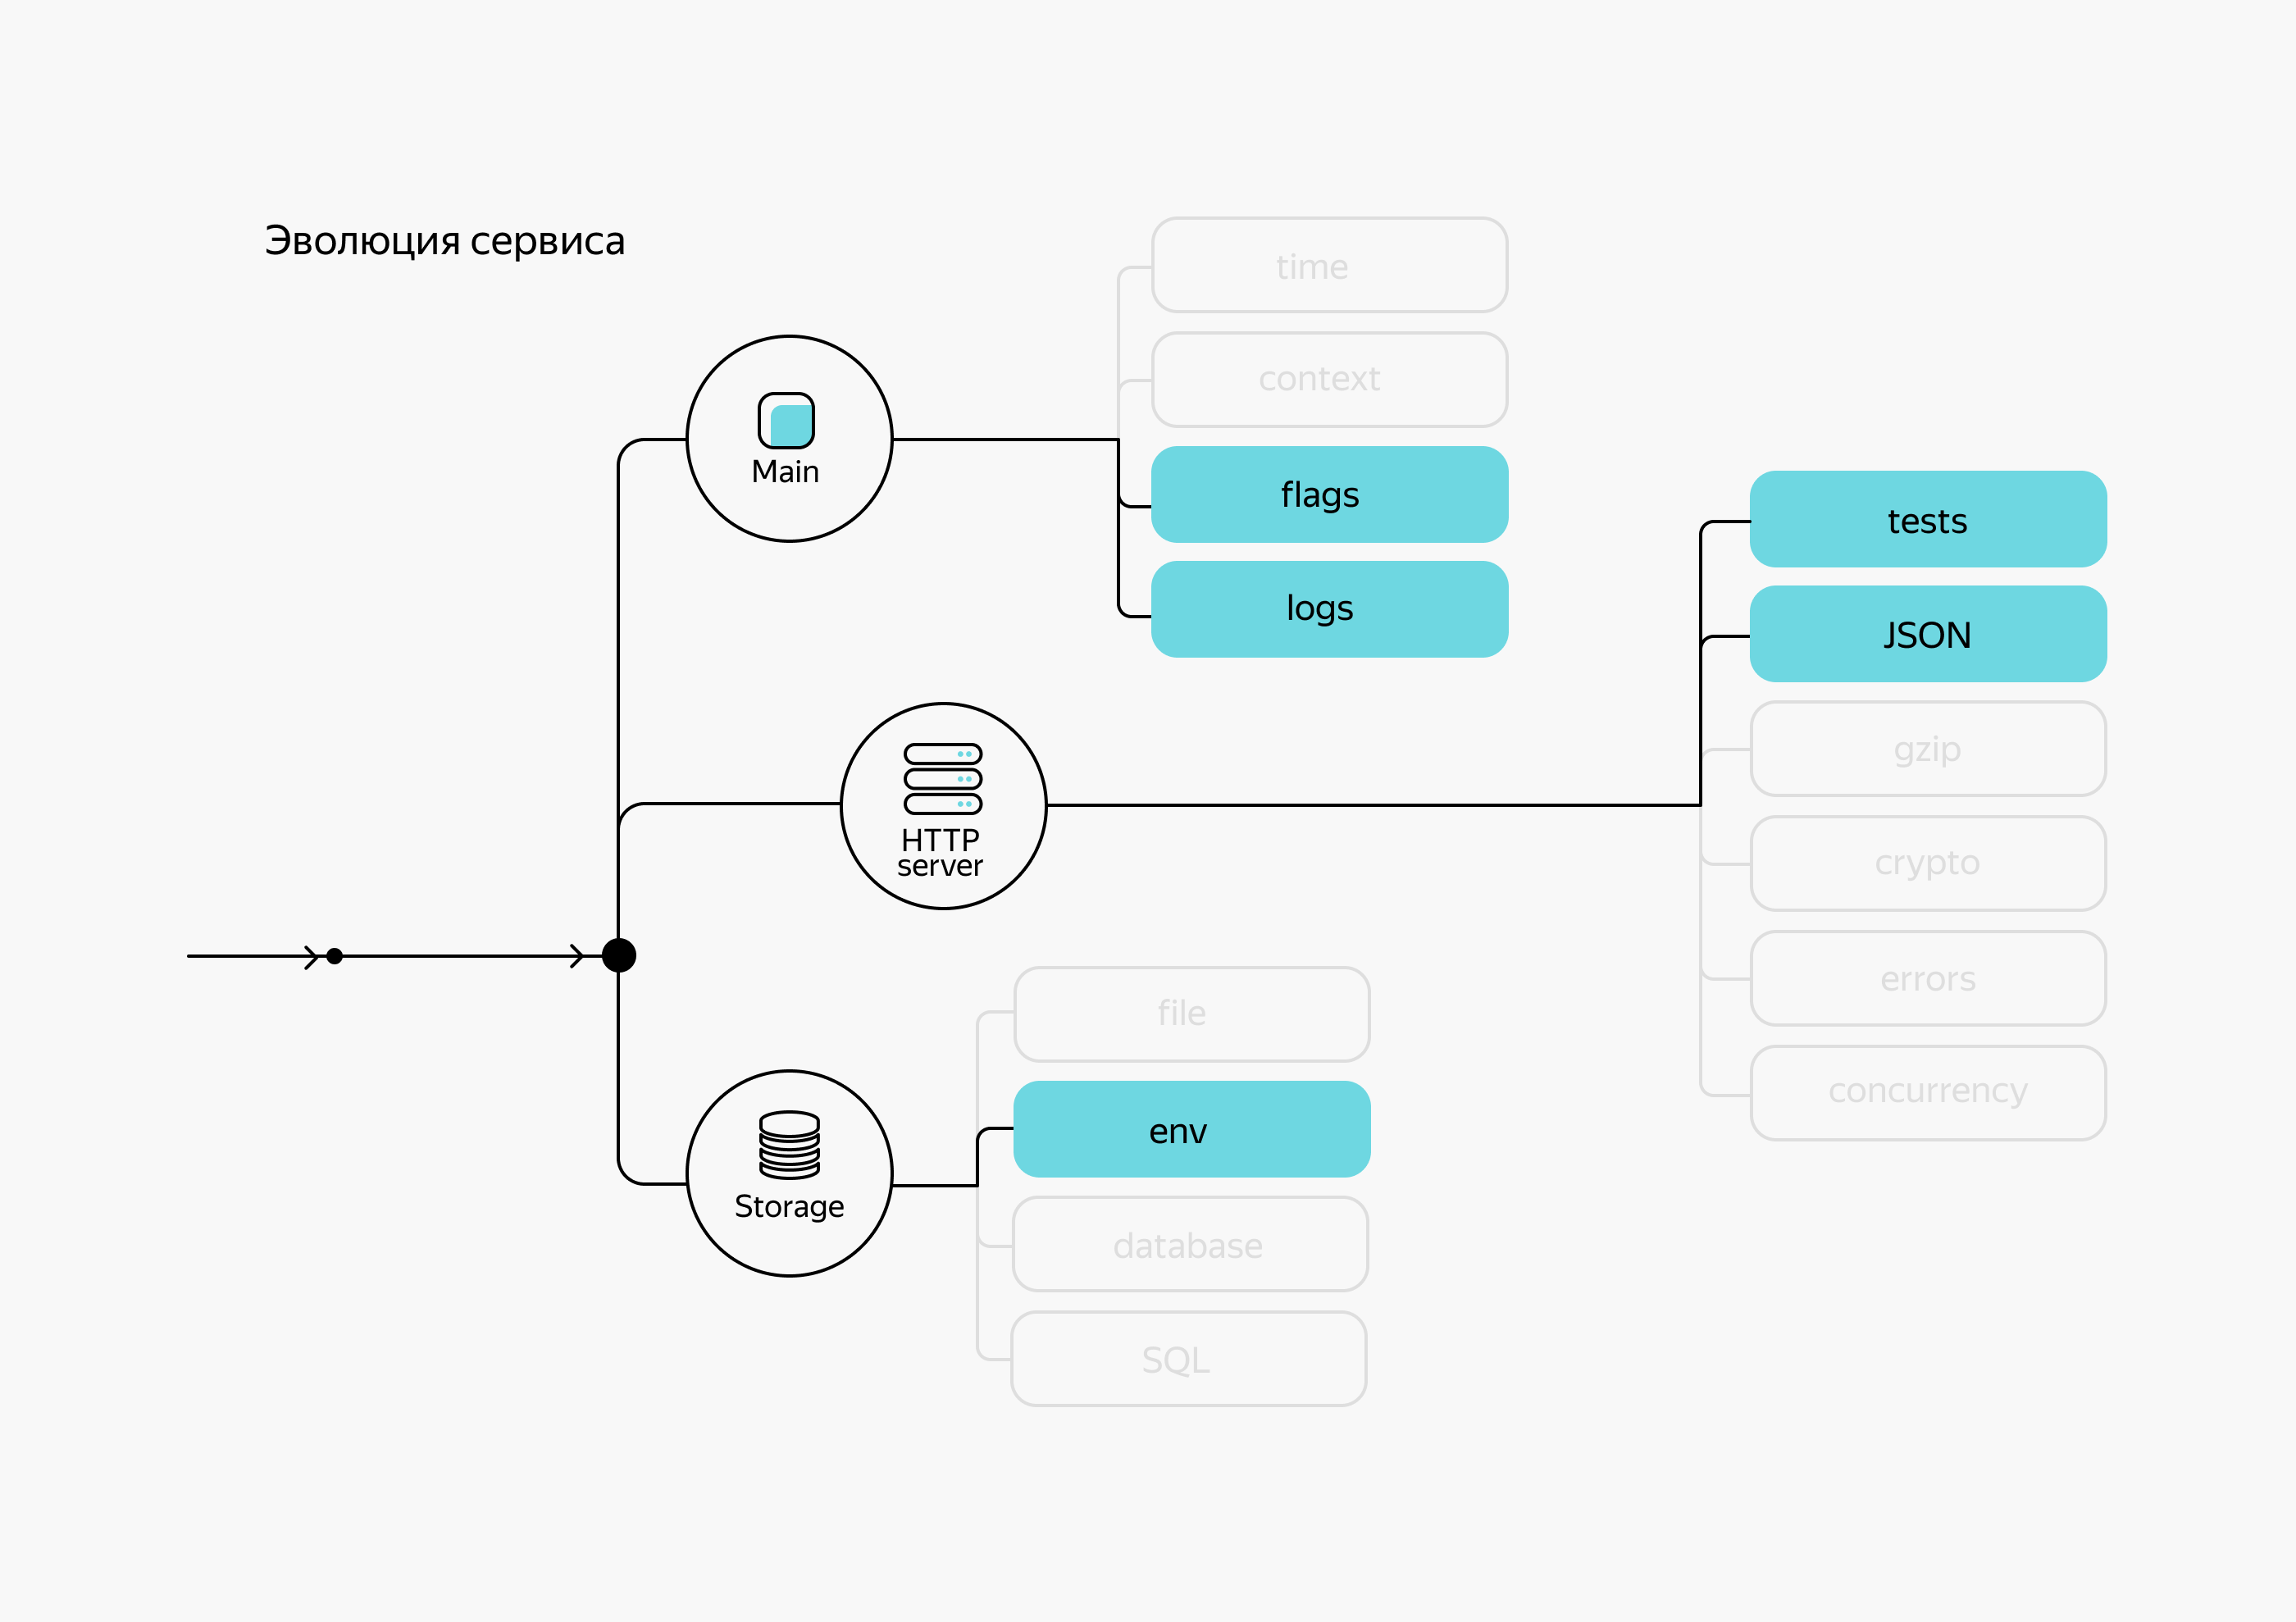 Эволюция сервиса
Main
time
context
flags
logs
HTTP
server
tests
JSON
gzip
crypto
errors
concurrency
Storage
file
env
database
SQL